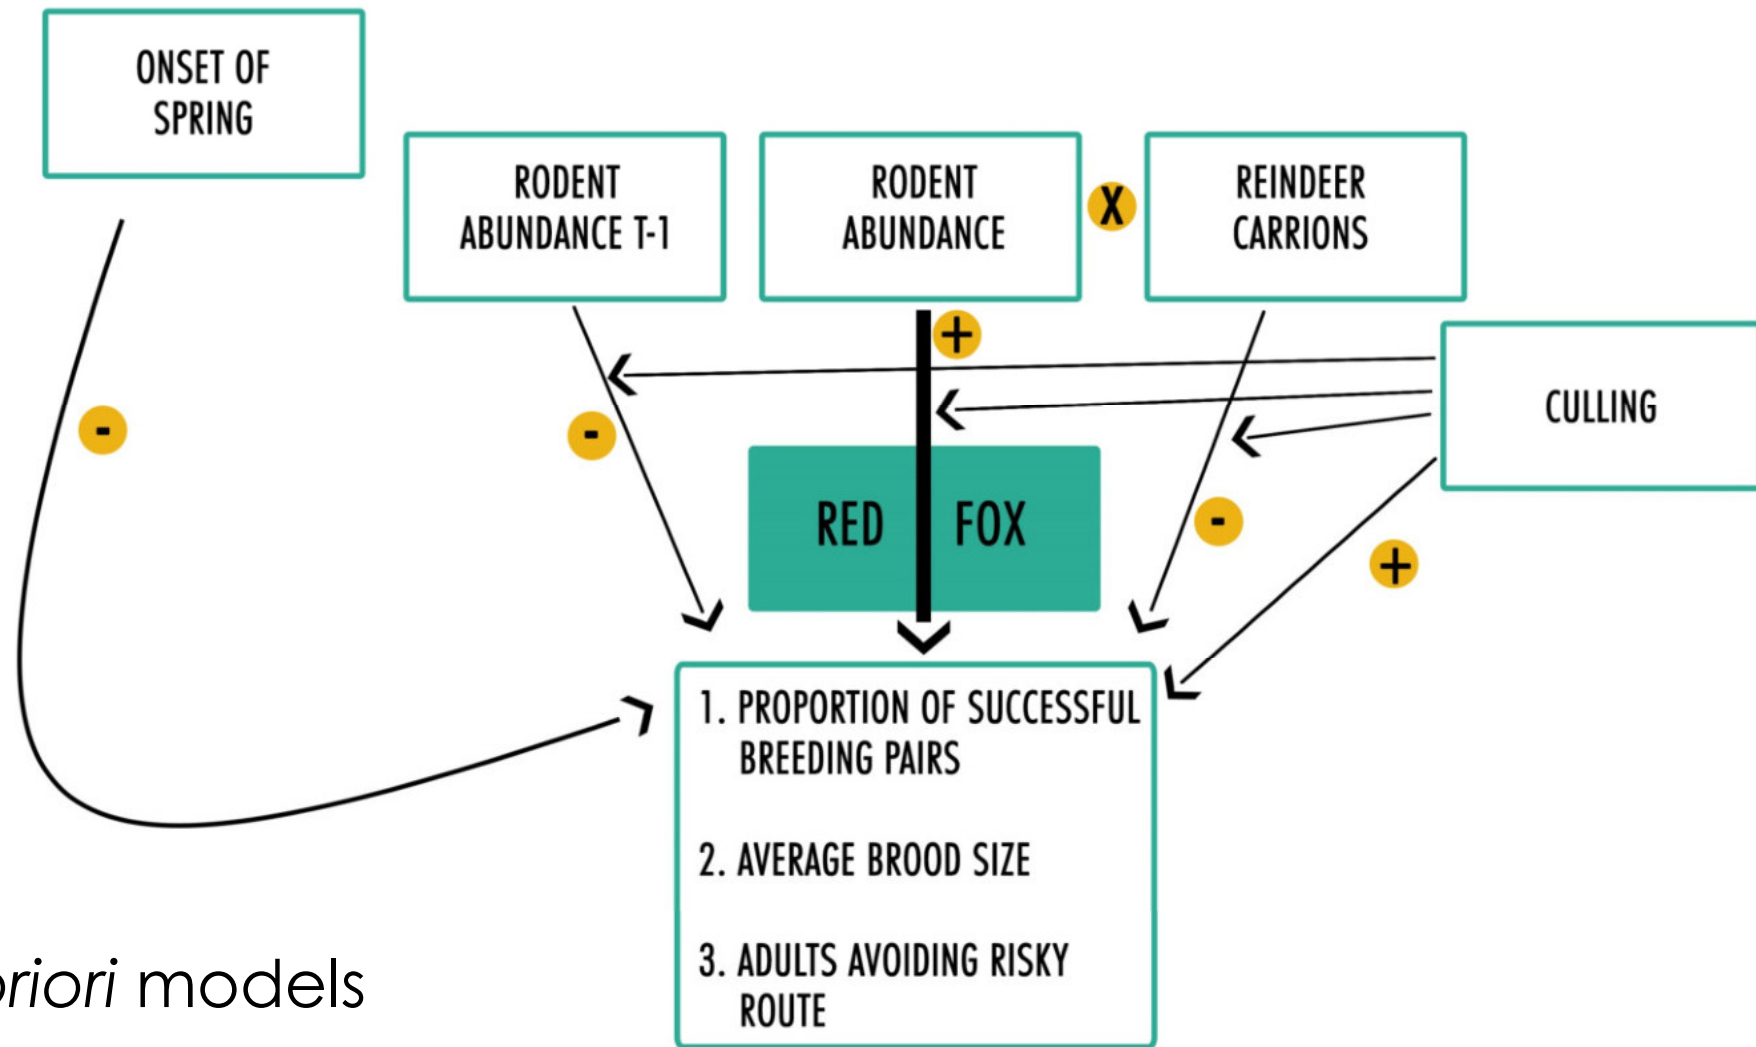 ONSET OF
SPRING
RODENT
ABUNDANCE T-1
RODENT
ABUNDANCE
X
REINDEER
CARRIONS
+
CULLING
-
-
RED FOX
-
+
1. PROPORTION OF SUCCESSFUL
BREEDING PAIRS
2. AVERAGE BROOD SIZE
3. ADULTS AVOIDING RISKY
ROUTE
priori models